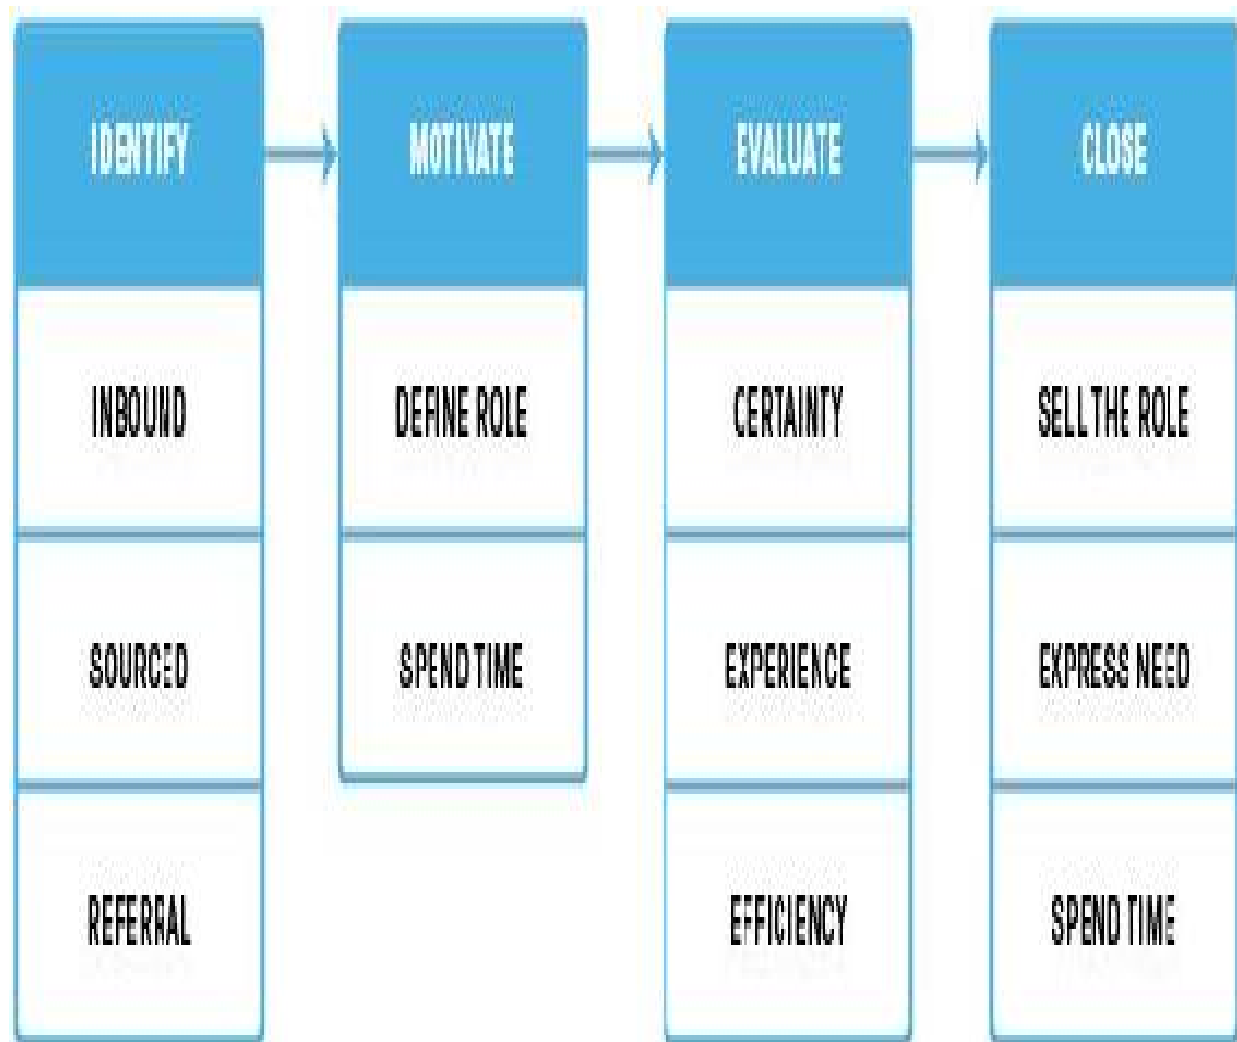 IDENTIFY
INBOUND
SOURCED
REFERRAL
MOTIVATE
DEFINE ROLE
SPEND TIME
EVALUATE
CERTAINTY
EXPERIENCE
EFFICIENCY
CLOSE
SELL THE ROLE
EXPRESS NEED
SPEND TIME